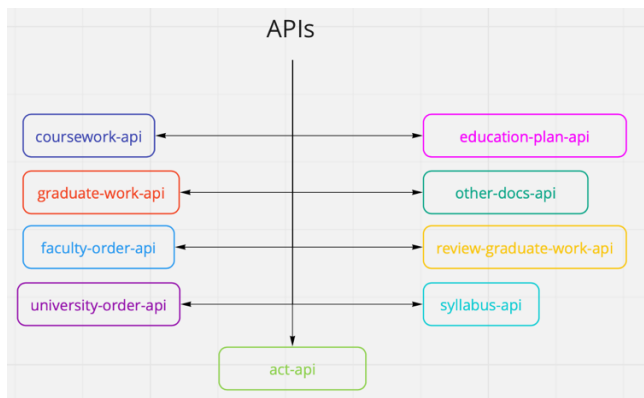 APIs
coursework-api
education-plan-api
graduate-work-api
other-docs-api
faculty-order-api
review-graduate-work-api
university-order-api
syllabus-api
act-api